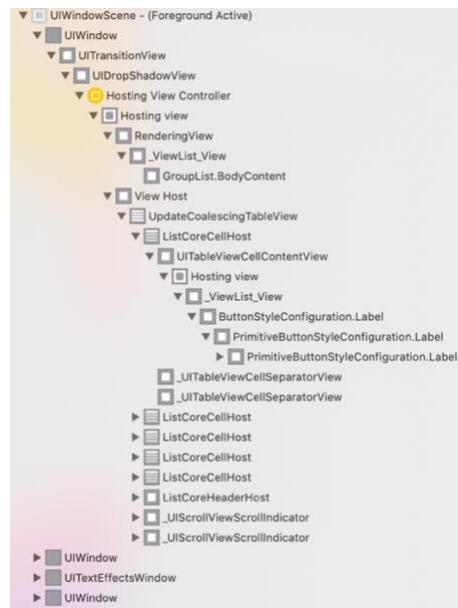 UIWindowScene - (Foreground Active)
UIWindow
UITransitionView
UIDropShadowView
Hosting View Controller
Hosting view
RenderingView
_ViewList_View
GroupList.BodyContent
View Host
UpdateCoalescingTableView
ListCoreCellHost
UITableViewCellContentView
Hosting view
_ViewList_View
ButtonStyleConfiguration.Label
PrimitiveButtonStyleConfiguration.Label
PrimitiveButtonStyleConfiguration.Label
_UITableViewCellSeparatorView
_UITableViewCellSeparatorView
ListCoreCellHost
ListCoreCellHost
ListCoreCellHost
ListCoreCellHost
ListCoreHeaderHost
_UIScrollViewScrollIndicator
_UIScrollViewScrollIndicator
UIWindow
UITextEffectsWindow
UIWindow